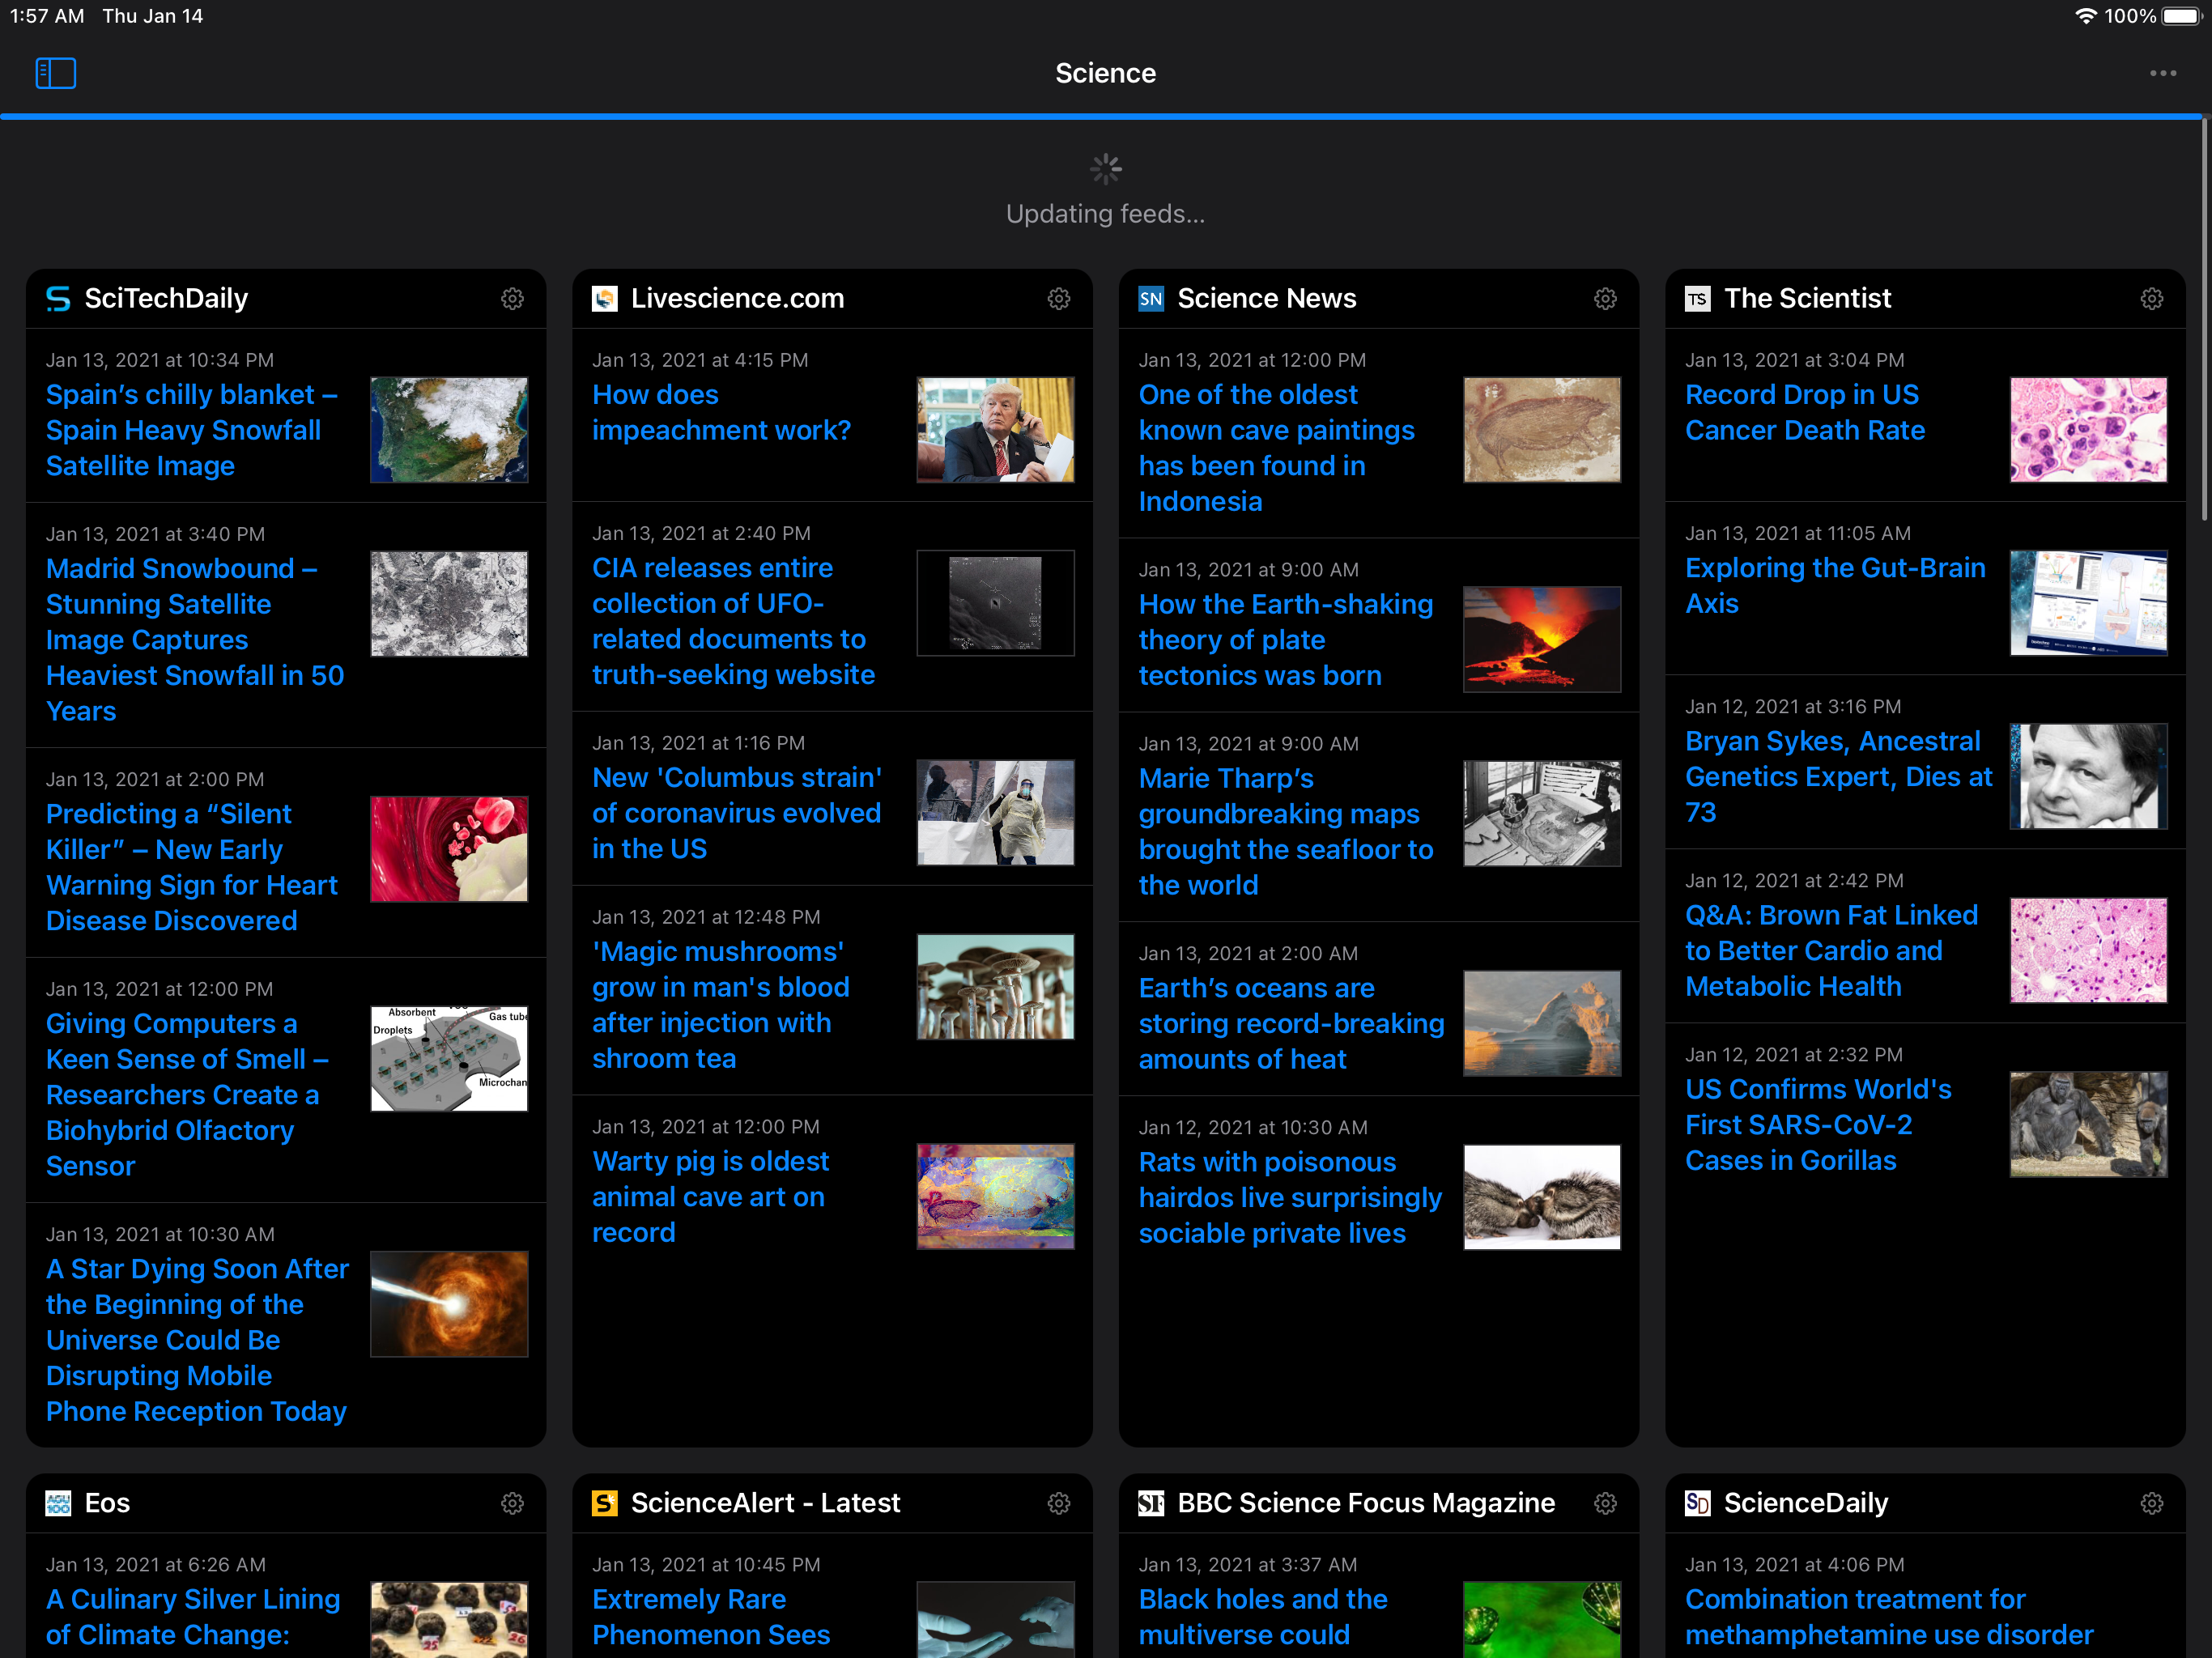 1:57 AM Thu Jan 14
100%
Science
Updating feeds...
SciTechDaily
Jan 13, 2021 at 10:34 PM
Spain’s chilly blanket –
Spain Heavy Snowfall
Satellite Image
Jan 13, 2021 at 3:40 PM
Madrid Snowbound –
Stunning Satellite
Image Captures
Heaviest Snowfall in 50
Years
Jan 13, 2021 at 2:00 PM
Predicting a “Silent
Killer” – New Early
Warning Sign for Heart
Disease Discovered
Jan 13, 2021 at 12:00 PM
Giving Computers a
Keen Sense of Smell –
Researchers Create a
Biohybrid Olfactory
Sensor
Absorbent
Gas tube
Droplets
Microchan
Jan 13, 2021 at 10:30 AM
A Star Dying Soon After
the Beginning of the
Universe Could Be
Disrupting Mobile
Phone Reception Today
Livescience.com
Jan 13, 2021 at 4:15 PM
How does
impeachment work?
Jan 13, 2021 at 2:40 PM
CIA releases entire
collection of UFO-
related documents to
truth-seeking website
Jan 13, 2021 at 1:16 PM
New 'Columbus strain'
of coronavirus evolved
in the US
Jan 13, 2021 at 12:48 PM
'Magic mushrooms'
grow in man's blood
after injection with
shroom tea
Jan 13, 2021 at 12:00 PM
Warty pig is oldest
animal cave art on
record
SN Science News
Jan 13, 2021 at 12:00 PM
One of the oldest
known cave paintings
has been found in
Indonesia
Jan 13, 2021 at 9:00 AM
How the Earth-shaking
theory of plate
tectonics was born
Jan 13, 2021 at 9:00 AM
Marie Tharp’s
groundbreaking maps
brought the seafloor to
the world
Jan 13, 2021 at 2:00 AM
Earth’s oceans are
storing record-breaking
amounts of heat
Jan 12, 2021 at 10:30 AM
Rats with poisonous
hairdos live surprisingly
sociable private lives
TS The Scientist
Jan 13, 2021 at 3:04 PM
Record Drop in US
Cancer Death Rate
Jan 13, 2021 at 11:05 AM
Exploring the Gut-Brain
Axis
Jan 12, 2021 at 3:16 PM
Bryan Sykes, Ancestral
Genetics Expert, Dies at
73
Jan 12, 2021 at 2:42 PM
Q&A: Brown Fat Linked
to Better Cardio and
Metabolic Health
Jan 12, 2021 at 2:32 PM
US Confirms World's
First SARS-CoV-2
Cases in Gorillas
AGU 100 Eos
Jan 13, 2021 at 6:26 AM
A Culinary Silver Lining
of Climate Change:
S ScienceAlert - Latest
Jan 13, 2021 at 10:45 PM
Extremely Rare
Phenomenon Sees
SF BBC Science Focus Magazine
Jan 13, 2021 at 3:37 AM
Black holes and the
multiverse could
SD ScienceDaily
Jan 13, 2021 at 4:06 PM
Combination treatment for
methamphetamine use disorder